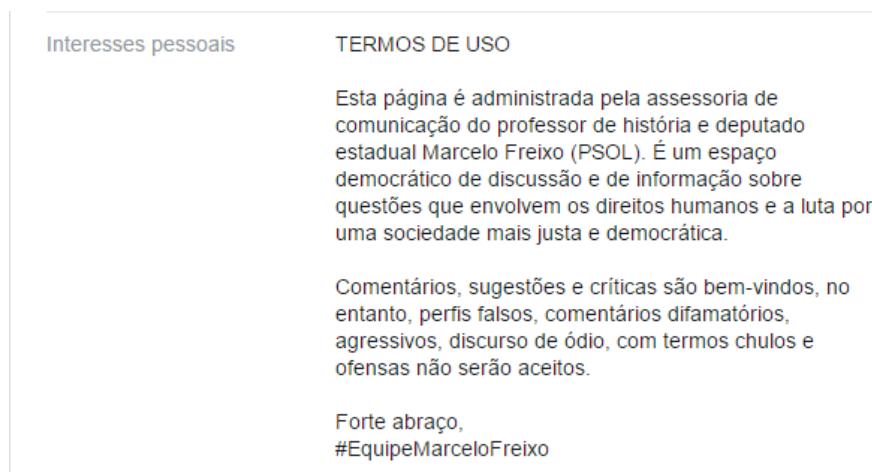 Interesses pessoais
TERMOS DE USO
Esta página é administrada pela assessoria de
comunicação do professor de história e deputado
estadual Marcelo Freixo (PSOL). É um espaço
democrático de discussão e de informação sobre
questões que envolvem os direitos humanos e a luta por
uma sociedade mais justa e democrática.
Comentários, sugestões e críticas são bem-vindos, no
entanto, perfis falsos, comentários difamatórios,
agressivos, discurso de ódio, com termos chulos e
ofensas não serão aceitos.
Forte abraço,
#EquipeMarceloFreixo